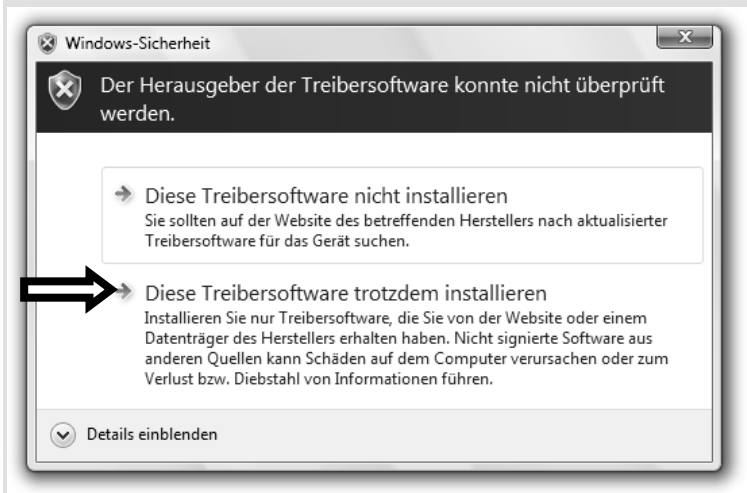 Windows-Sicherheit
Der Herausgeber der Treibersoftware konnte nicht überprüft
werden.
Diese Treibersoftware nicht installieren
Sie sollten auf der Website des betreffenden Herstellers nach aktualisierter
Treibersoftware für das Gerät suchen.
Diese Treibersoftware trotzdem installieren
Installieren Sie nur Treibersoftware, die Sie von der Website oder einem
Datenträger des Herstellers erhalten haben. Nicht signierte Software aus
anderen Quellen kann Schäden auf dem Computer verursachen oder zum
Verlust bzw. Diebstahl von Informationen führen.
Details einblenden